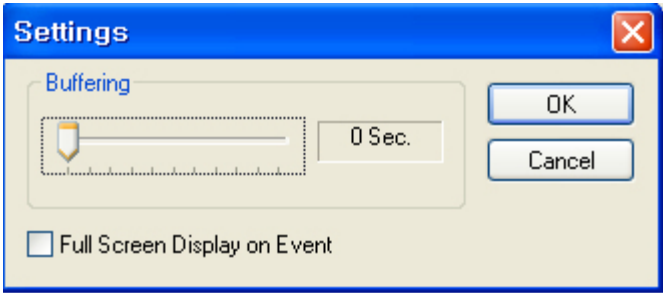 Settings
Buffering
0 Sec.
OK
Cancel
Full Screen Display on Event